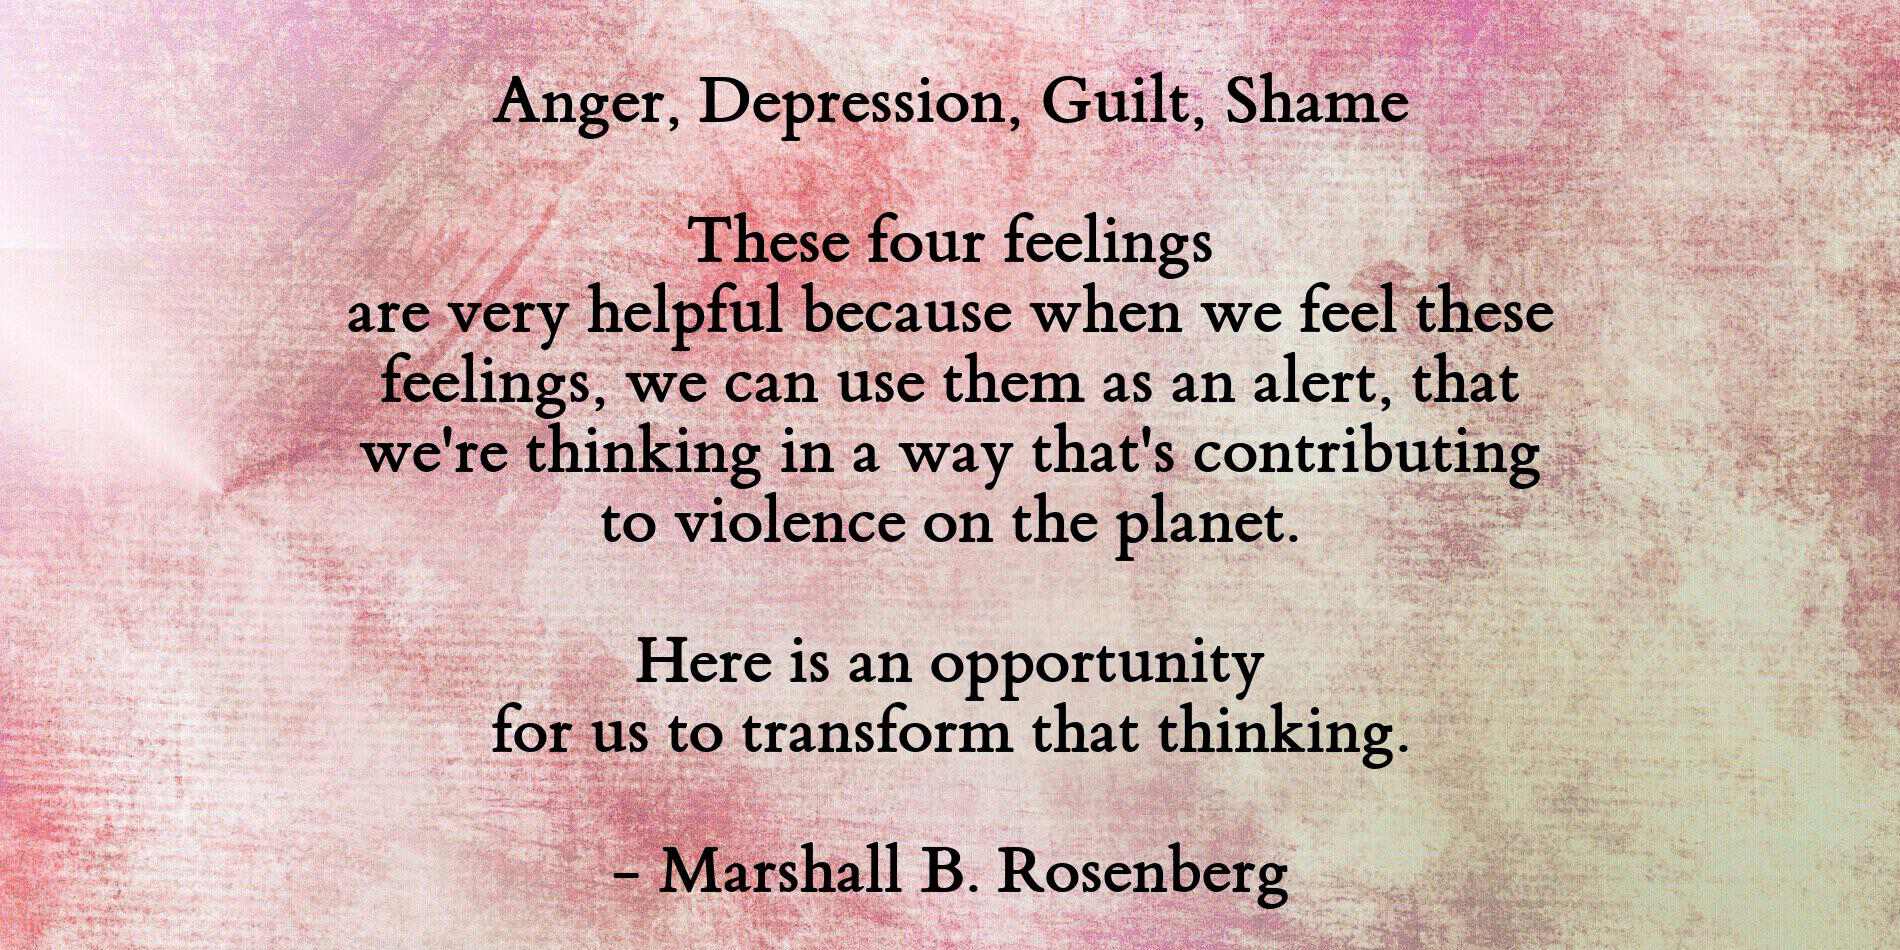 Anger, Depression, Guilt, Shame
These four feelings
are very helpful because when we feel these
feelings, we can use them as an alert, that
we're thinking in a way that's contributing
to violence on the planet.
Here is an opportunity
for us to transform that thinking.
– Marshall B. Rosenberg